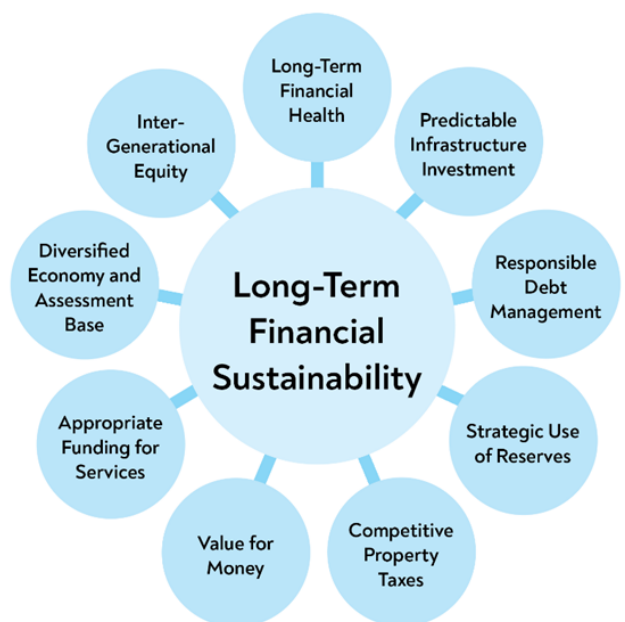 Long-Term
Financial
Health
Predictable
Infrastructure
Investment
Responsible
Debt
Management
Strategic Use
of Reserves
Competitive
Property
Taxes
Value for
Money
Appropriate
Funding for
Services
Diversified
Economy and
Assessment
Base
Inter-
Generational
Equity
Long-Term
Financial
Sustainability